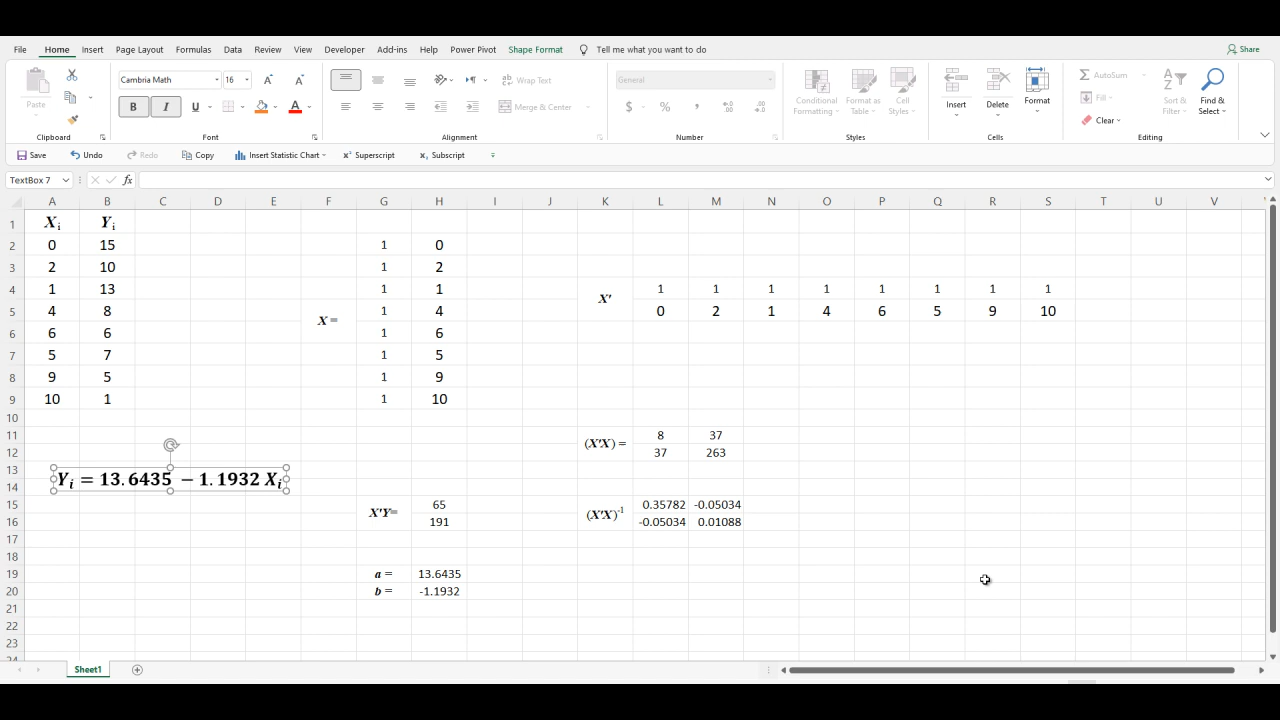 File Home Insert Page Layout Formulas Data Review View Developer Add-ins Help Power Pivot Shape Format Tell me what you want to do Share
Paste Cambria Math 16 A A ab Wrap Text General AutoSum
B I U A Merge & Center $ % , Conditional Formatting Format as Table Cell Styles Insert Delete Format Fill Sort & Filter Find & Select
Clear
Clipboard Font Alignment Number Styles Cells Editing
Save Undo Redo Copy Insert Statistic Chart x² Superscript x₂ Subscript
TextBox 7 fx
A B C D E F G H I J K L M N O P Q R S T U V
1 Xi Yi
2 0 15 1 0
3 2 10 1 2
4 1 13 1 1 X' 1 1 1 1 1 1 1 1
5 4 8 X = 1 4 0 2 1 4 6 5 9 10
6 6 6 1 6
7 5 7 1 5
8 9 5 1 9
9 10 1 1 10
10
11 (X'X) = 8 37
12 37 263
13 Yi = 13.6435 − 1.1932 Xi
14
15 X'Y= 65 (X'X)-1 0.35782 -0.05034
16 191 -0.05034 0.01088
17
18
19 a = 13.6435
20 b = -1.1932
21
22
23
Sheet1